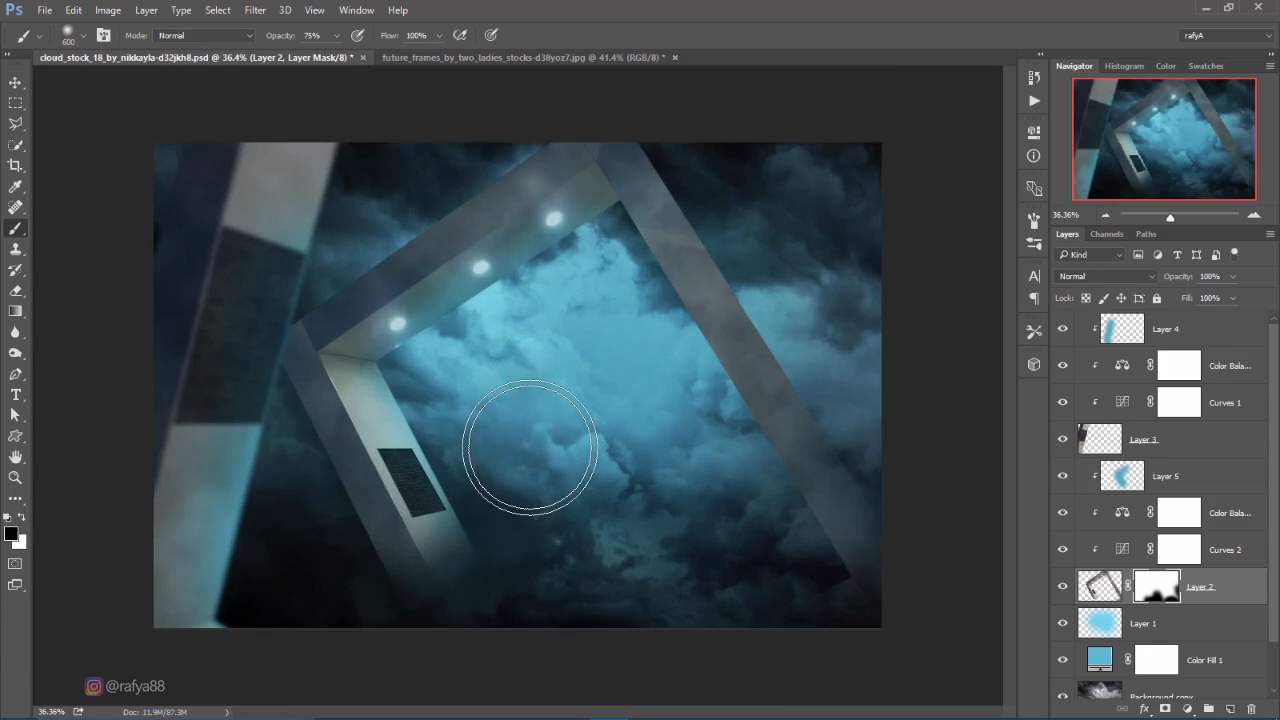 Ps File Edit Image Layer Type Select Filter 3D View Window Help
600 Mode: Normal Opacity: 75% Flow: 100% rafyA
cloud_stock_18_by_nikkayla-d32jkh8.psd @ 36.4% (Layer 2, Layer Mask/8) * × future_frames_by_two_ladies_stocks-d38yoz7.jpg @ 41.4% (RGB/8) * ×
Navigator Histogram Color Swatches
36.36%
Layers Channels Paths
Kind
Normal Opacity: 100%
Lock: Fill: 100%
Layer 4
Color Bala...
Curves 1
Layer 3
Layer 5
Color Bala...
Curves 2
Layer 2
Layer 1
Color Fill 1
Background copy
@rafya88
36.36% Doc: 11.9M/87.3M